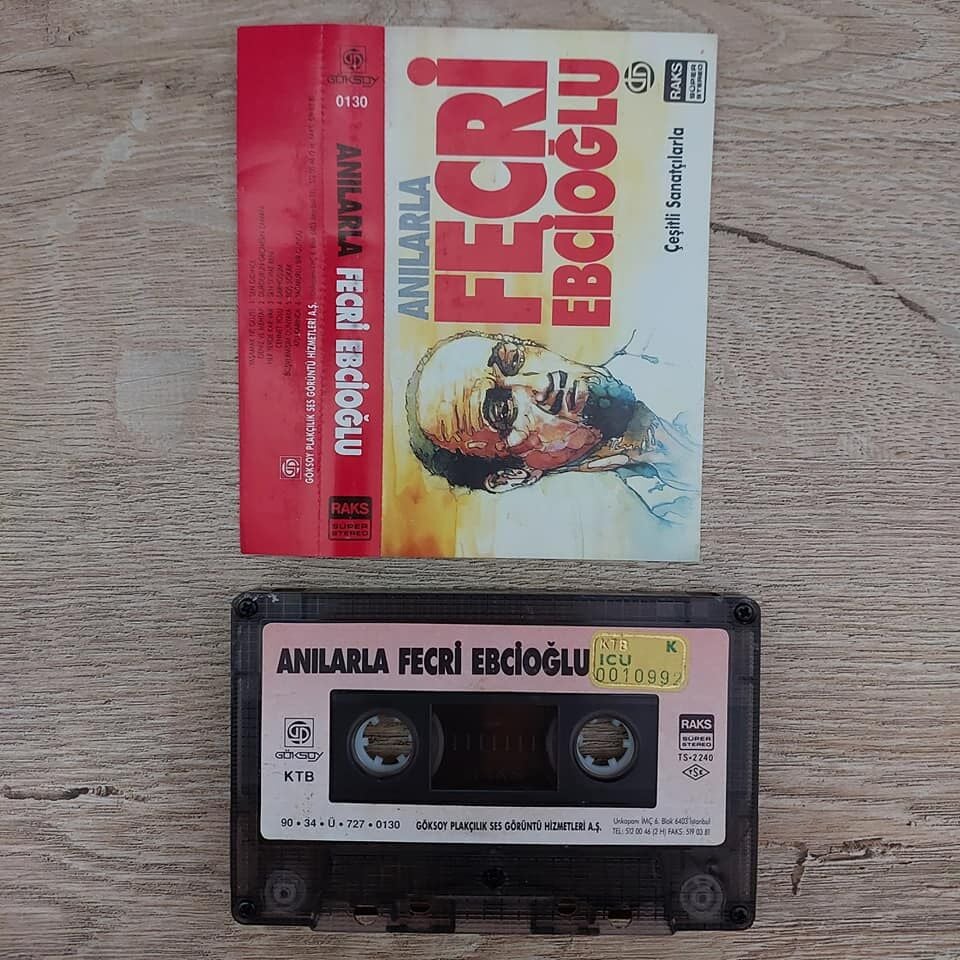 GÖKSOY
0130
ANILARLA FECRİ EBCİOĞLU
RAKS
SÜPER
STEREO
GÖKSOY PLAKÇILIK SES GÖRÜNTÜ HİZMETLERİ A.Ş.
ANILARLA
FECRİ
EBCİOĞLU
Çeşitli Sanatçılarla
RAKS
SÜPER
STEREO
ANILARLA FECRİ EBCİOĞLU
KTB K
ICU
0010992
GÖKSOY
KTB
RAKS
SÜPER
STEREO
TS•2240
TSE
90 • 34 • Ü • 727 • 0130
GÖKSOY PLAKÇILIK SES GÖRÜNTÜ HİZMETLERİ A.Ş.
Unkapanı İMÇ 6. Blok 6403 İstanbul
TEL: 512 00 46 (2 H) FAKS: 519 03 81